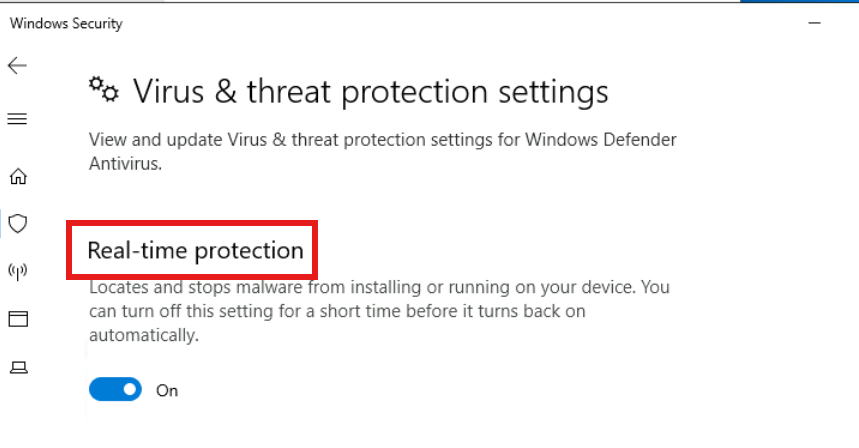 Windows Security
Virus & threat protection settings
View and update Virus & threat protection settings for Windows Defender
Antivirus.
Real-time protection
Locates and stops malware from installing or running on your device. You
can turn off this setting for a short time before it turns back on
automatically.
On